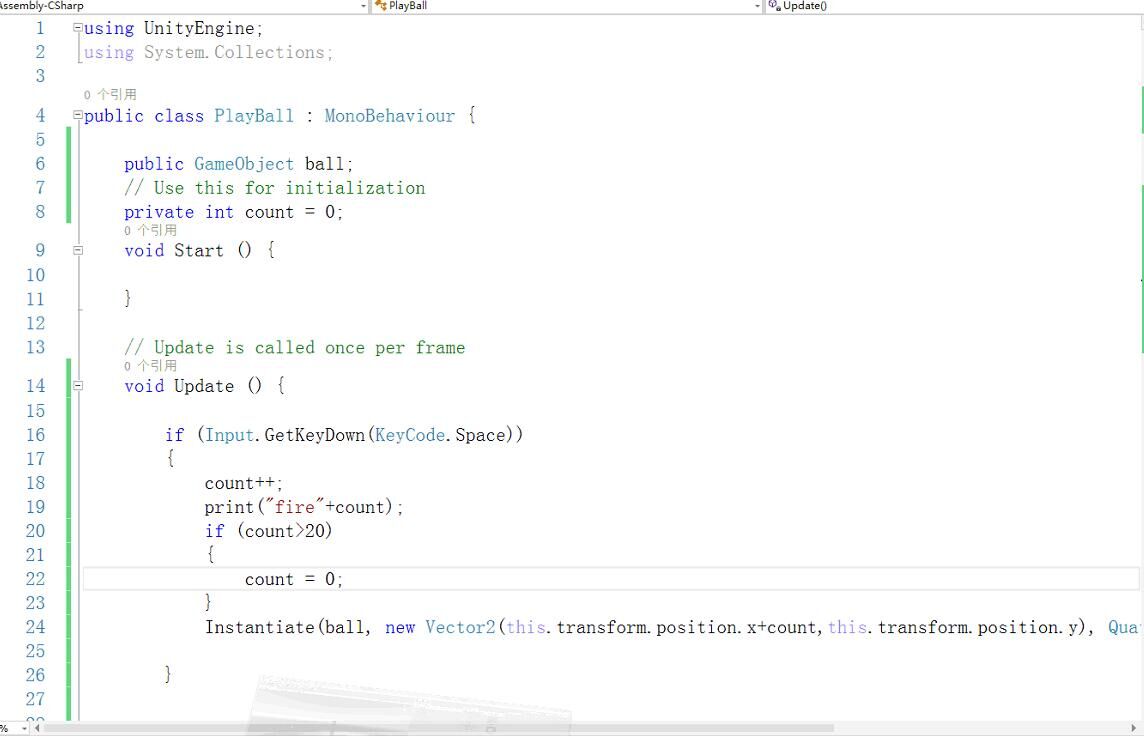 Assembly-CSharp PlayBall Update()
1 using UnityEngine;
2 using System.Collections;
3
0 个引用
4 public class PlayBall : MonoBehaviour {
5
6 public GameObject ball;
7 // Use this for initialization
8 private int count = 0;
0 个引用
9 void Start () {
10
11 }
12
13 // Update is called once per frame
0 个引用
14 void Update () {
15
16 if (Input.GetKeyDown(KeyCode.Space))
17 {
18 count++;
19 print("fire"+count);
20 if (count>20)
21 {
22 count = 0;
23 }
24 Instantiate(ball, new Vector2(this.transform.position.x+count,this.transform.position.y), Qua
25
26 }
27
%